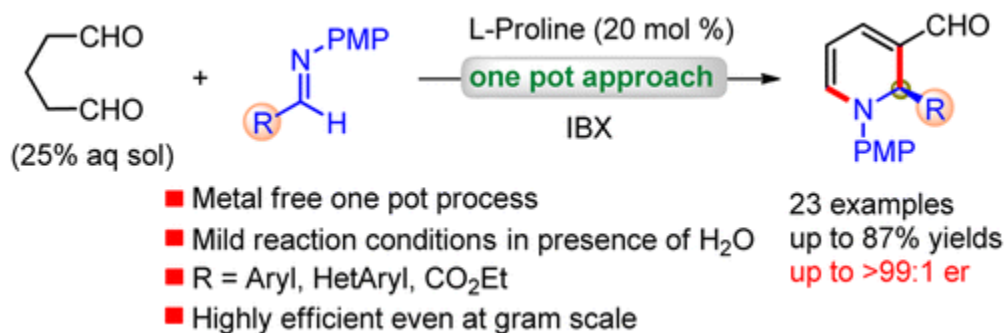 CHO
CHO
(25% aq sol)
+
N
PMP
R
H
L-Proline (20 mol %)
one pot approach
IBX
CHO
N
R
PMP
Metal free one pot process
Mild reaction conditions in presence of H₂O
R = Aryl, HetAryl, CO₂Et
Highly efficient even at gram scale
23 examples
up to 87% yields
up to >99:1 er